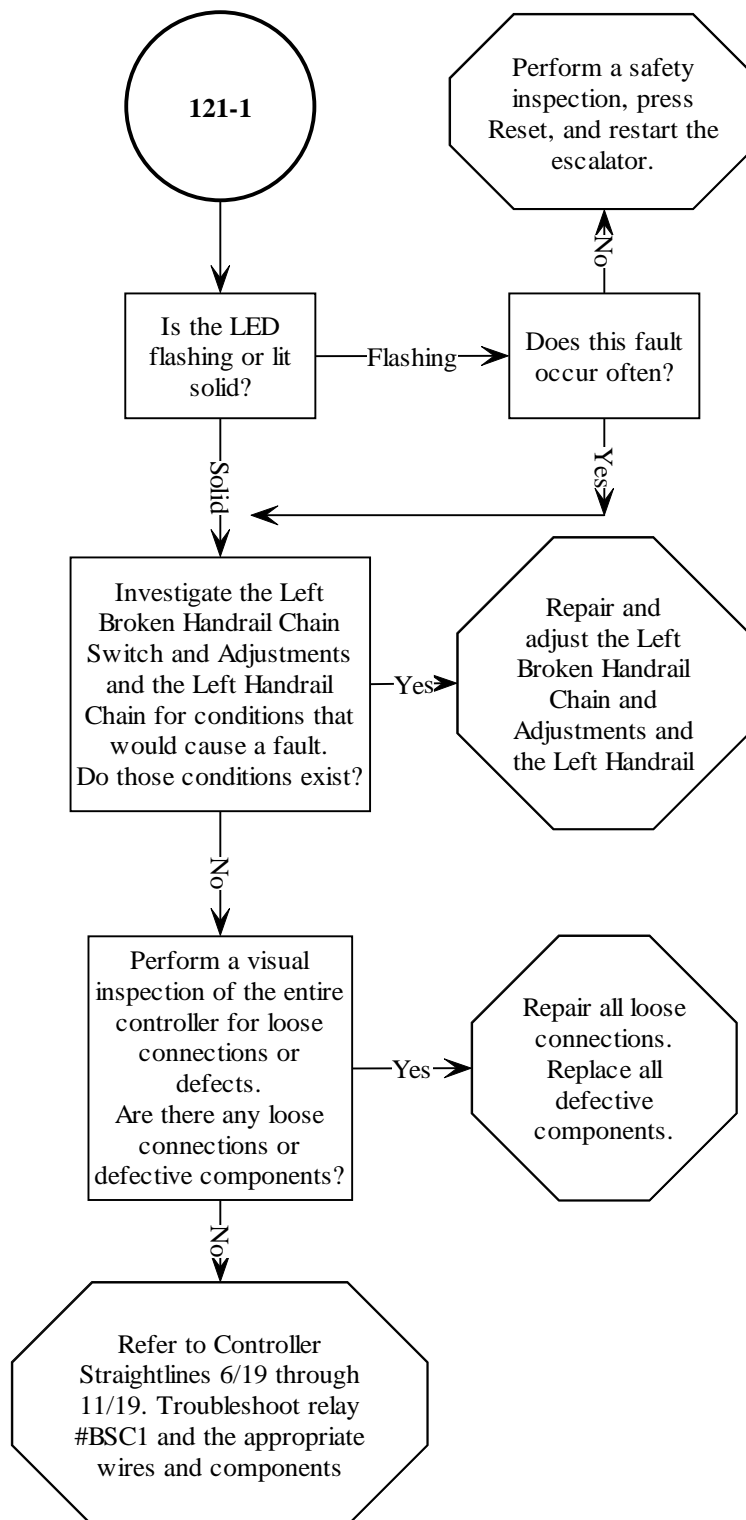 121-1
Perform a safety
inspection, press
Reset, and restart the
escalator.
No
Is the LED
flashing or lit
solid?
Flashing
Does this fault
occur often?
Solid
Yes
Investigate the Left
Broken Handrail Chain
Switch and Adjustments
and the Left Handrail
Chain for conditions that
would cause a fault.
Do those conditions exist?
Yes
Repair and
adjust the Left
Broken Handrail
Chain and
Adjustments and
the Left Handrail
No
Perform a visual
inspection of the entire
controller for loose
connections or
defects.
Are there any loose
connections or
defective components?
Yes
Repair all loose
connections.
Replace all
defective
components.
No
Refer to Controller
Straightlines 6/19 through
11/19. Troubleshoot relay
#BSC1 and the appropriate
wires and components